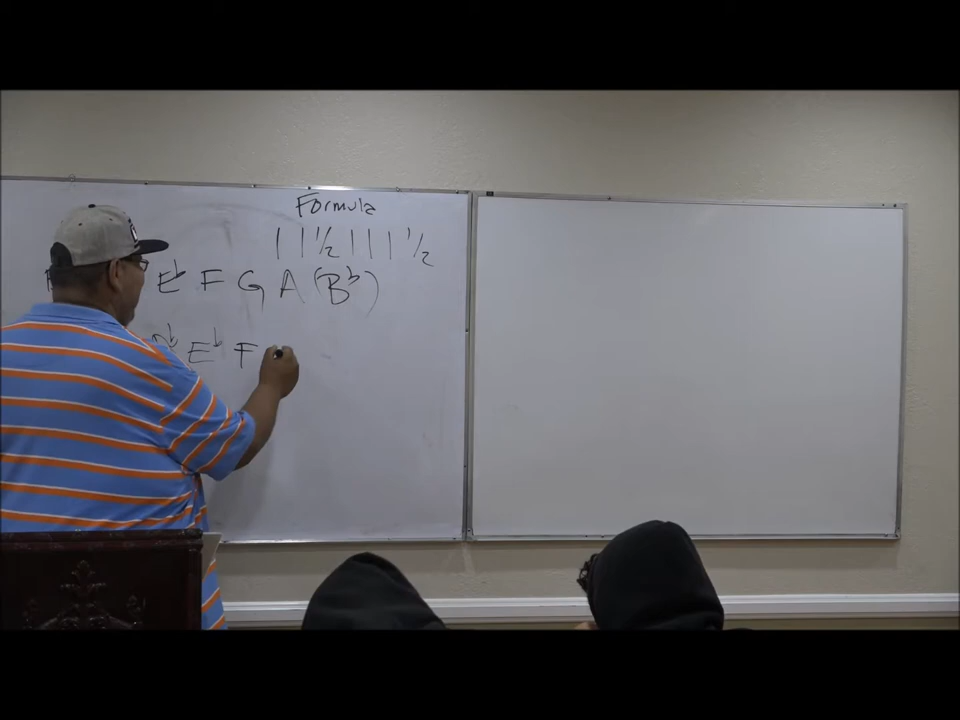 Formula
1 1 1/2 1 1 1 1/2
E♭ F G A (B♭)
E♭ F